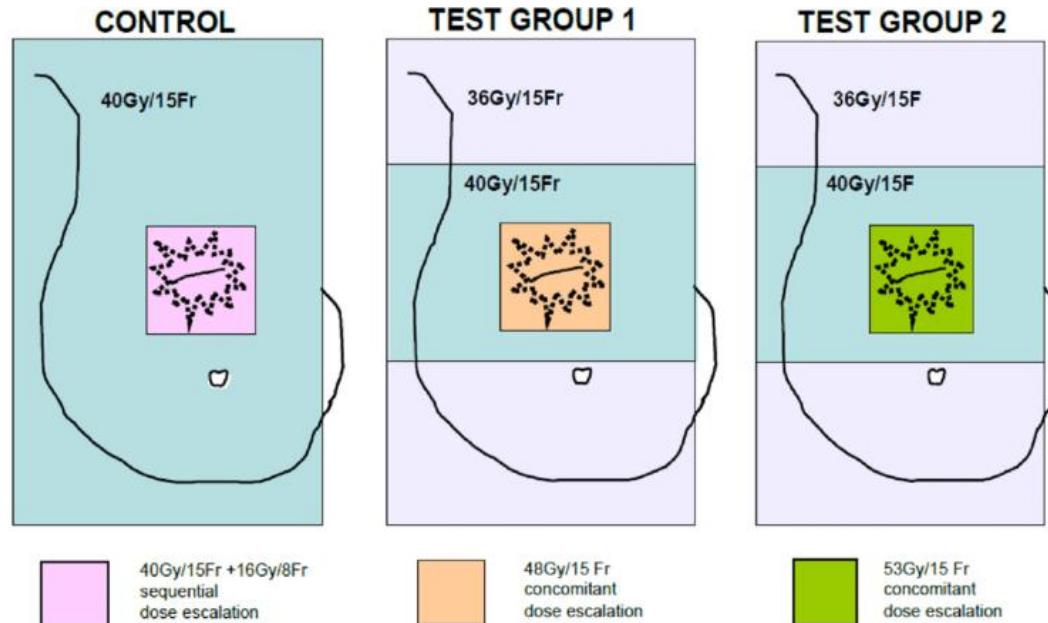 CONTROL
TEST GROUP 1
TEST GROUP 2
40Gy/15Fr
36Gy/15Fr
36Gy/15F
40Gy/15Fr
40Gy/15F
40Gy/15Fr +16Gy/8Fr
sequential
dose escalation
48Gy/15 Fr
concomitant
dose escalation
53Gy/15 Fr
concomitant
dose escalation